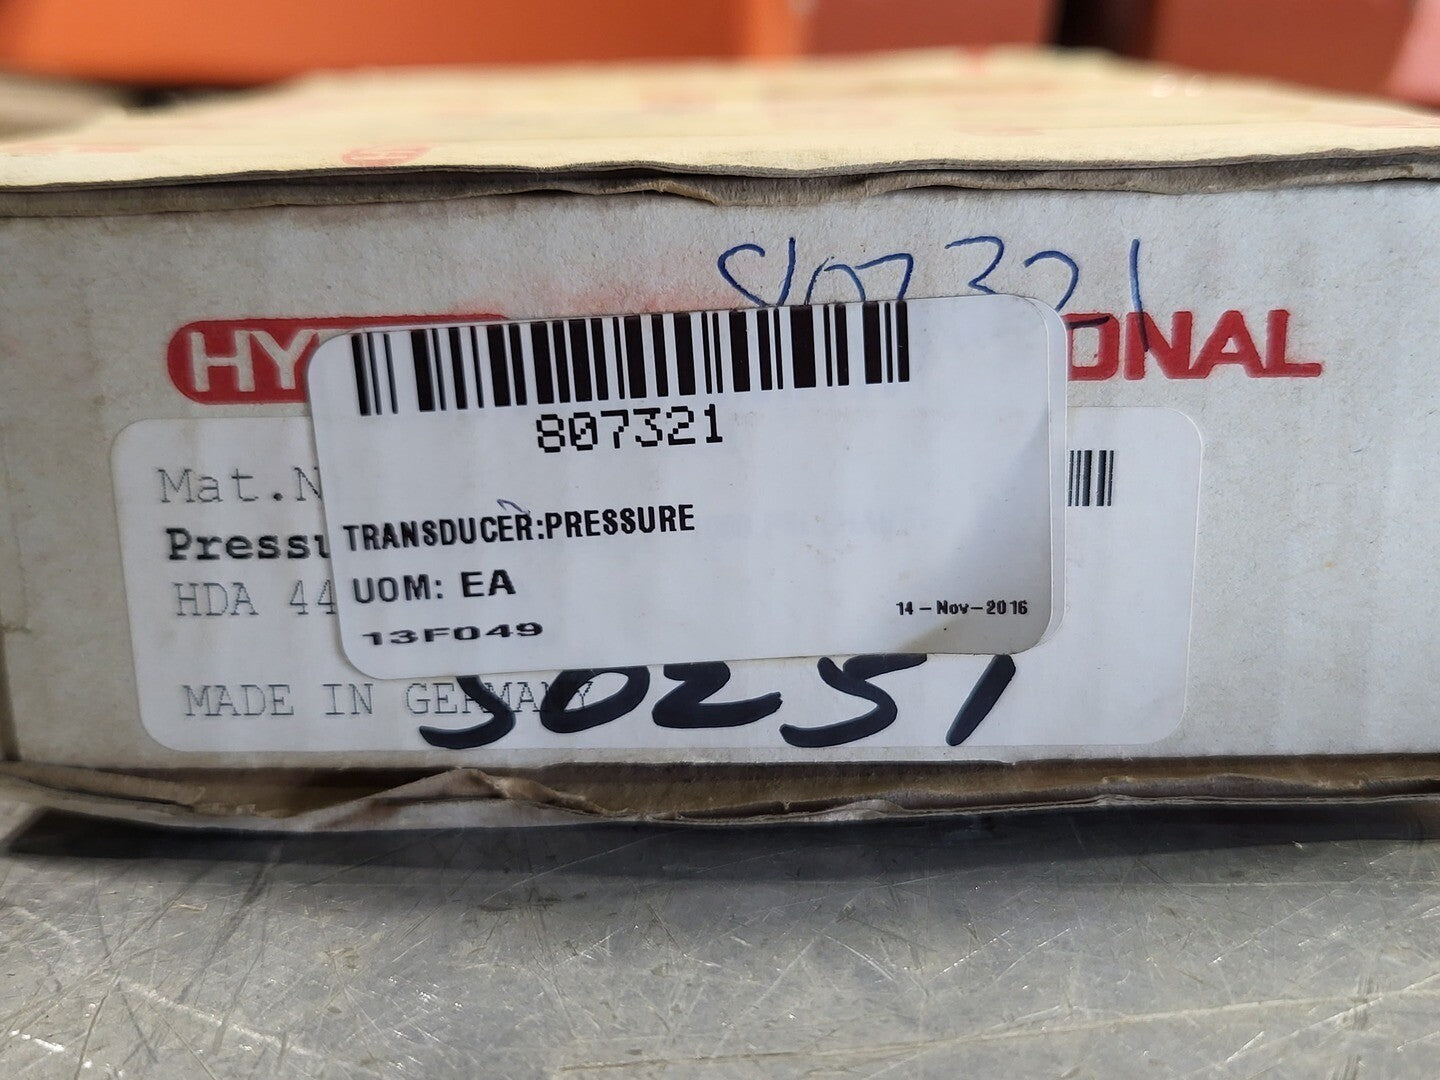 807321
HY ONAL
807321
Mat.N
Pressu
HDA 44
TRANSDUCER:PRESSURE
UOM: EA
13F049
14-Nov-2016
MADE IN GERMANY
50251